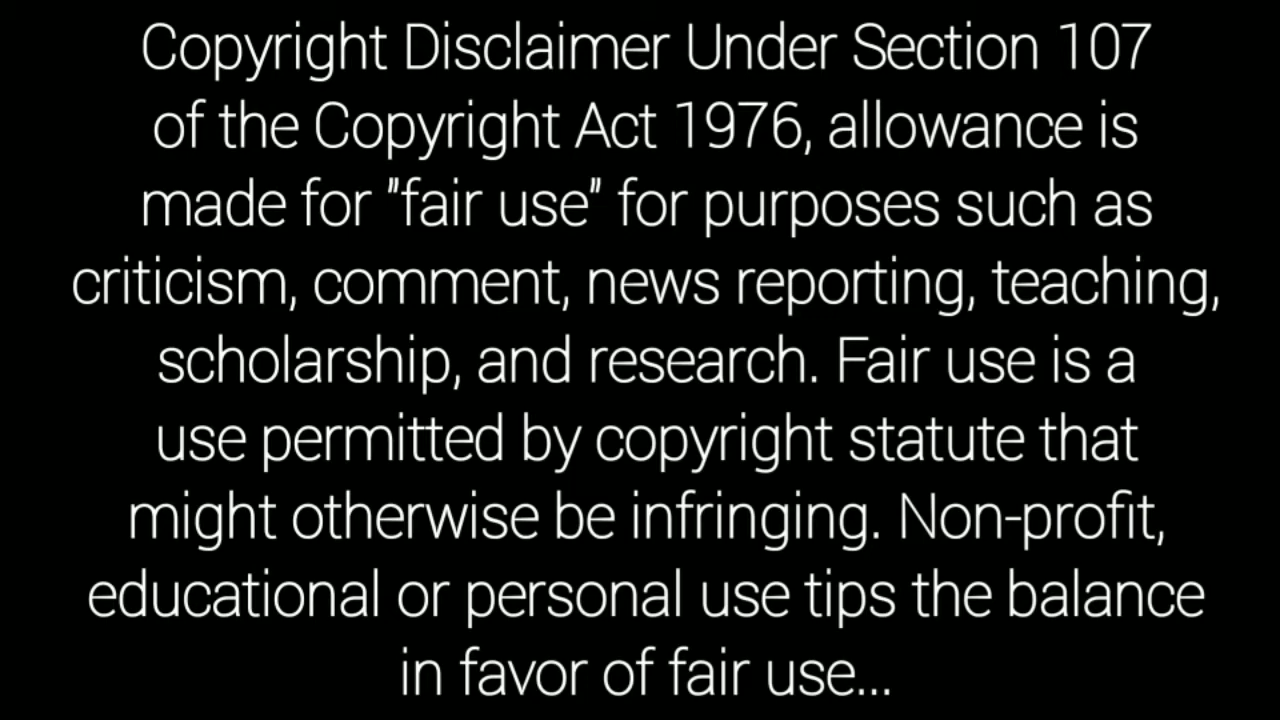 Copyright Disclaimer Under Section 107
of the Copyright Act 1976, allowance is
made for "fair use" for purposes such as
criticism, comment, news reporting, teaching,
scholarship, and research. Fair use is a
use permitted by copyright statute that
might otherwise be infringing. Non-profit,
educational or personal use tips the balance
in favor of fair use...